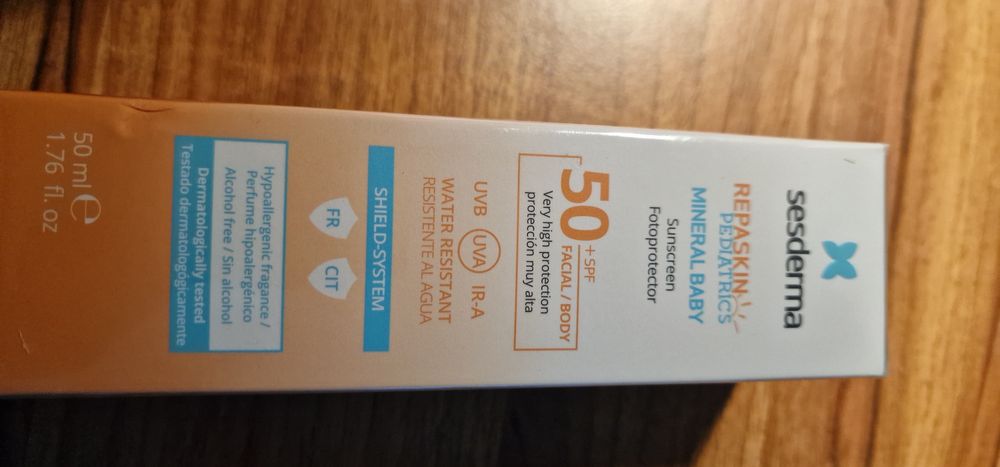 sesderma
REPASKIN
PEDIATRICS
MINERAL BABY
Sunscreen
Fotoprotector
50+SPF
FACIAL / BODY
Very high protection
protección muy alta
UVB UVA IR-A
WATER RESISTANT
RESISTENTE AL AGUA
SHIELD-SYSTEM
FR CIT
Hypoallergenic fragance /
Perfume hipoalergénico
Alcohol free / Sin alcohol
Dermatologically tested
Testado dermatologógicamente
50 ml e
1.76 fl. oz